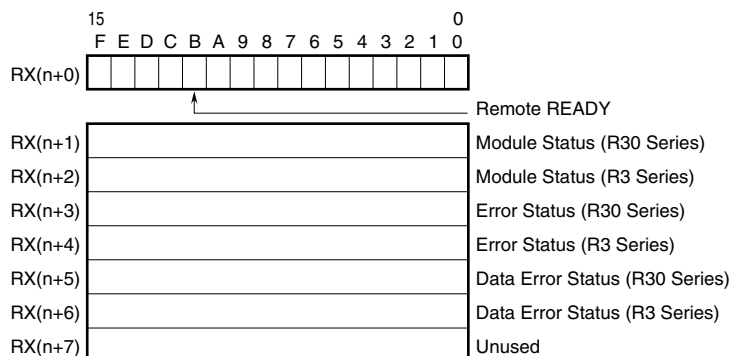 15 0
F E D C B A 9 8 7 6 5 4 3 2 1 0
RX(n+0)
Remote READY
RX(n+1) Module Status (R30 Series)
RX(n+2) Module Status (R3 Series)
RX(n+3) Error Status (R30 Series)
RX(n+4) Error Status (R3 Series)
RX(n+5) Data Error Status (R30 Series)
RX(n+6) Data Error Status (R3 Series)
RX(n+7) Unused